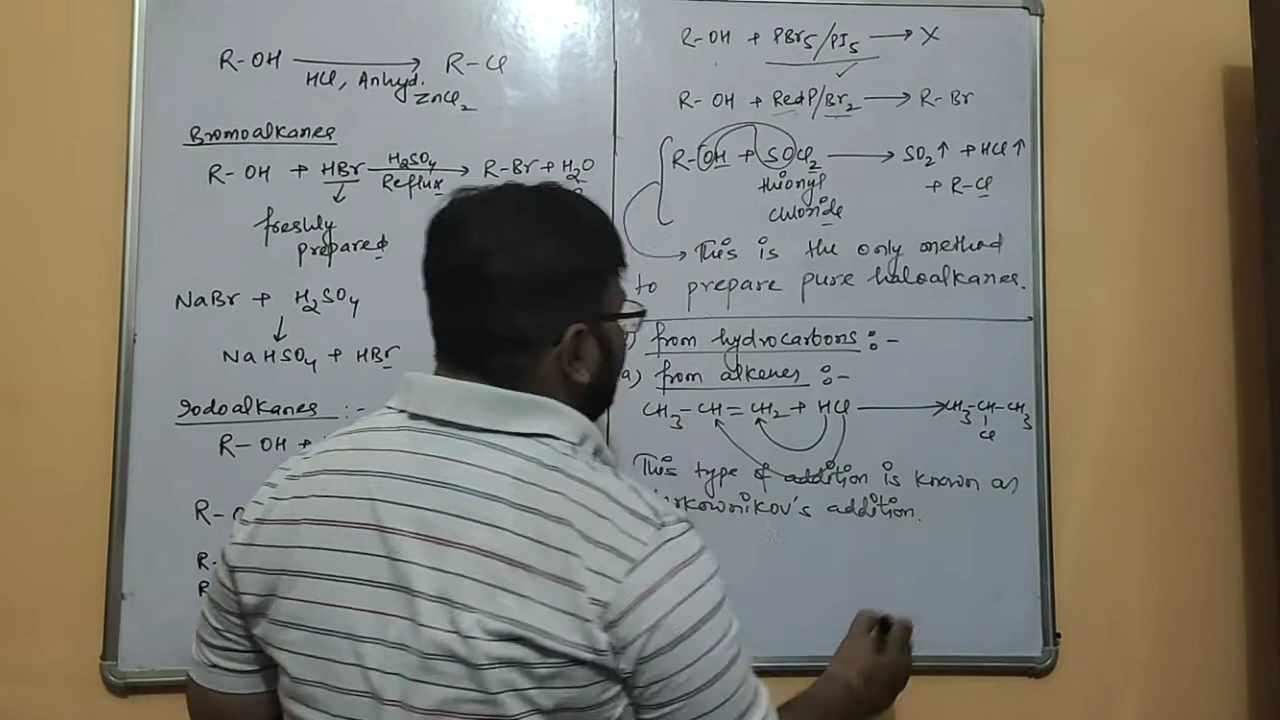 R-OH ⟶ R-Cl
HCl, Anhyd. ZnCl₂
Bromoalkanes
R-OH + HBr ⟶ R-Br + H₂O
H₂SO₄
Reflux
freshly
prepared
NaBr + H₂SO₄
↓
NaHSO₄ + HBr
Iodoalkanes :-
R-OH +
R-
R-
R
R-OH + PBr₅/PI₅ ⟶ X
✓
R-OH + Red P/Br₂ ⟶ R-Br
R-OH + SOCl₂ ⟶ SO₂↑ + HCl↑
thionyl
chloride
+ R-Cl
→ This is the only method
to prepare pure haloalkanes.
) from hydrocarbons :-
a) from alkenes :-
CH₃-CH=CH₂ + HCl ⟶ CH₃-CH-CH₃
Cl
This type of addition is known as
rkownikov's addition.